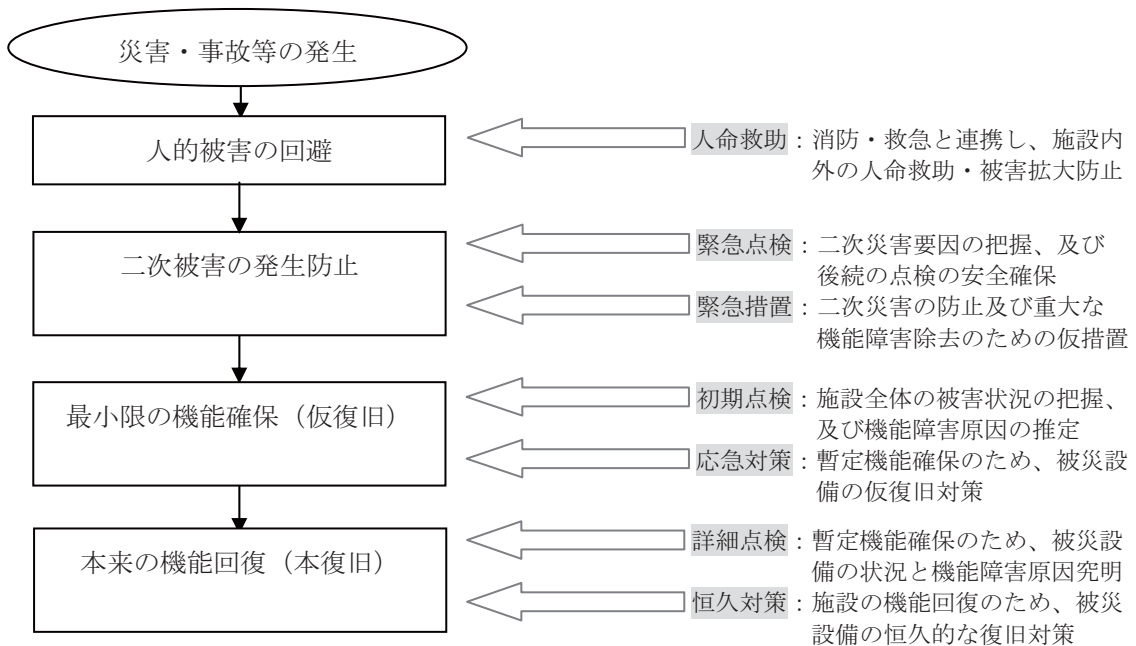 災害・事故等の発生
人的被害の回避
人命救助：消防・救急と連携し、施設内
外の人命救助・被害拡大防止
二次被害の発生防止
緊急点検：二次災害要因の把握、及び
後続の点検の安全確保
緊急措置：二次災害の防止及び重大な
機能障害除去のための仮措置
最小限の機能確保（仮復旧）
初期点検：施設全体の被害状況の把握、
及び機能障害原因の推定
応急対策：暫定機能確保のため、被災設
備の仮復旧対策
本来の機能回復（本復旧）
詳細点検：暫定機能確保のため、被災設
備の状況と機能障害原因究明
恒久対策：施設の機能回復のため、被災
設備の恒久的な復旧対策